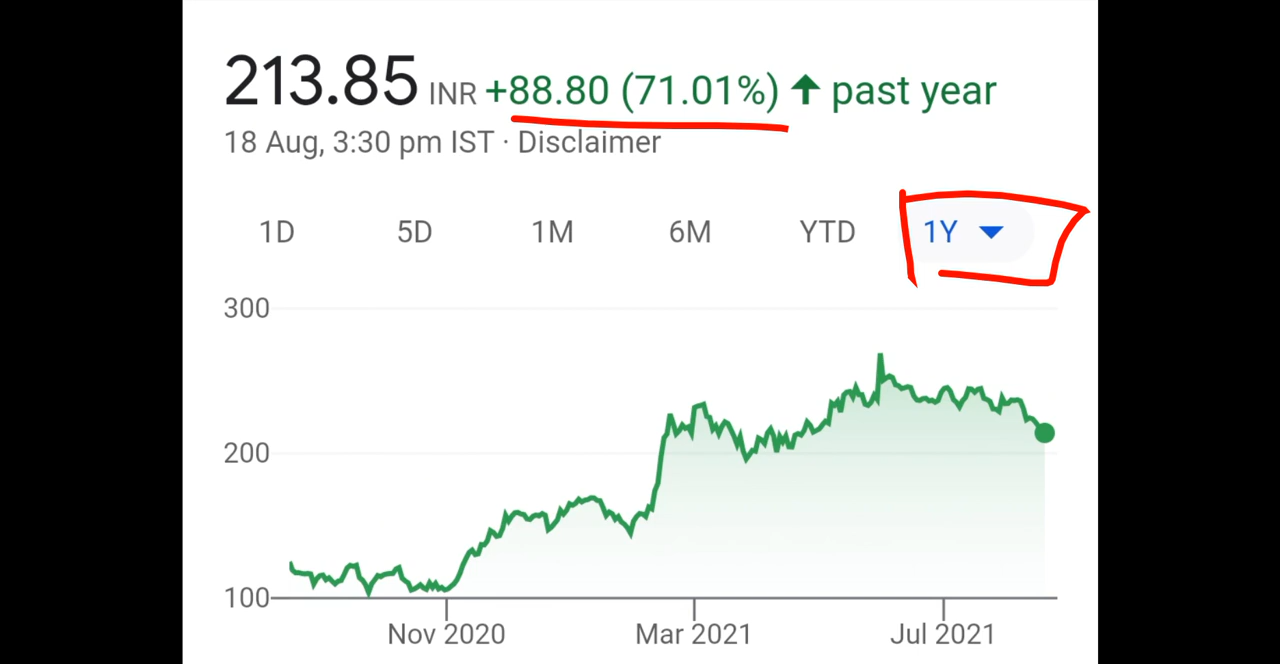 213.85 INR +88.80 (71.01%) ↑ past year
18 Aug, 3:30 pm IST · Disclaimer
1D 5D 1M 6M YTD 1Y
300
200
100
Nov 2020 Mar 2021 Jul 2021